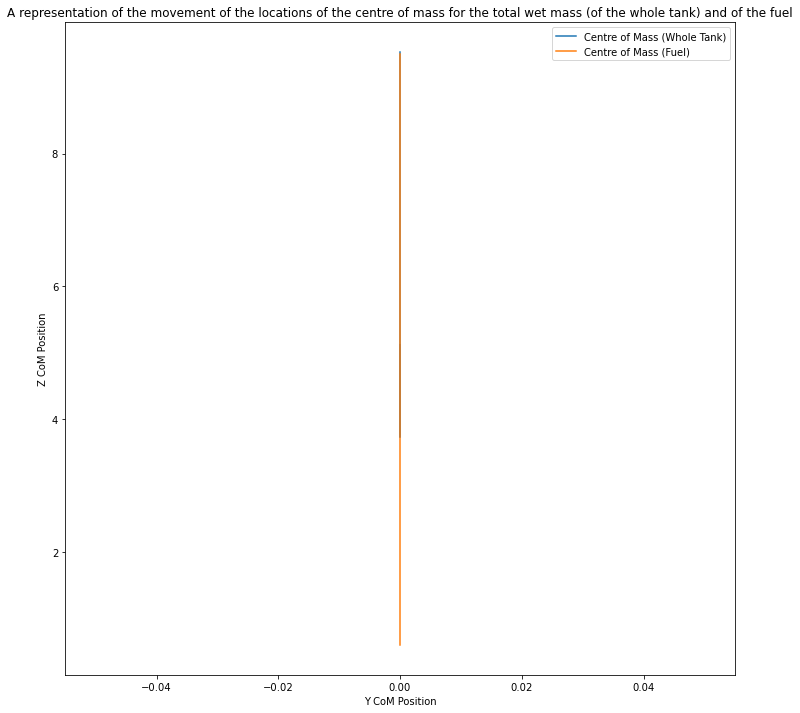 A representation of the movement of the locations of the centre of mass for the total wet mass (of the whole tank) and of the fuel
Centre of Mass (Whole Tank)
Centre of Mass (Fuel)
8
6
4
2
Z CoM Position
−0.04
−0.02
0.00
0.02
0.04
Y CoM Position